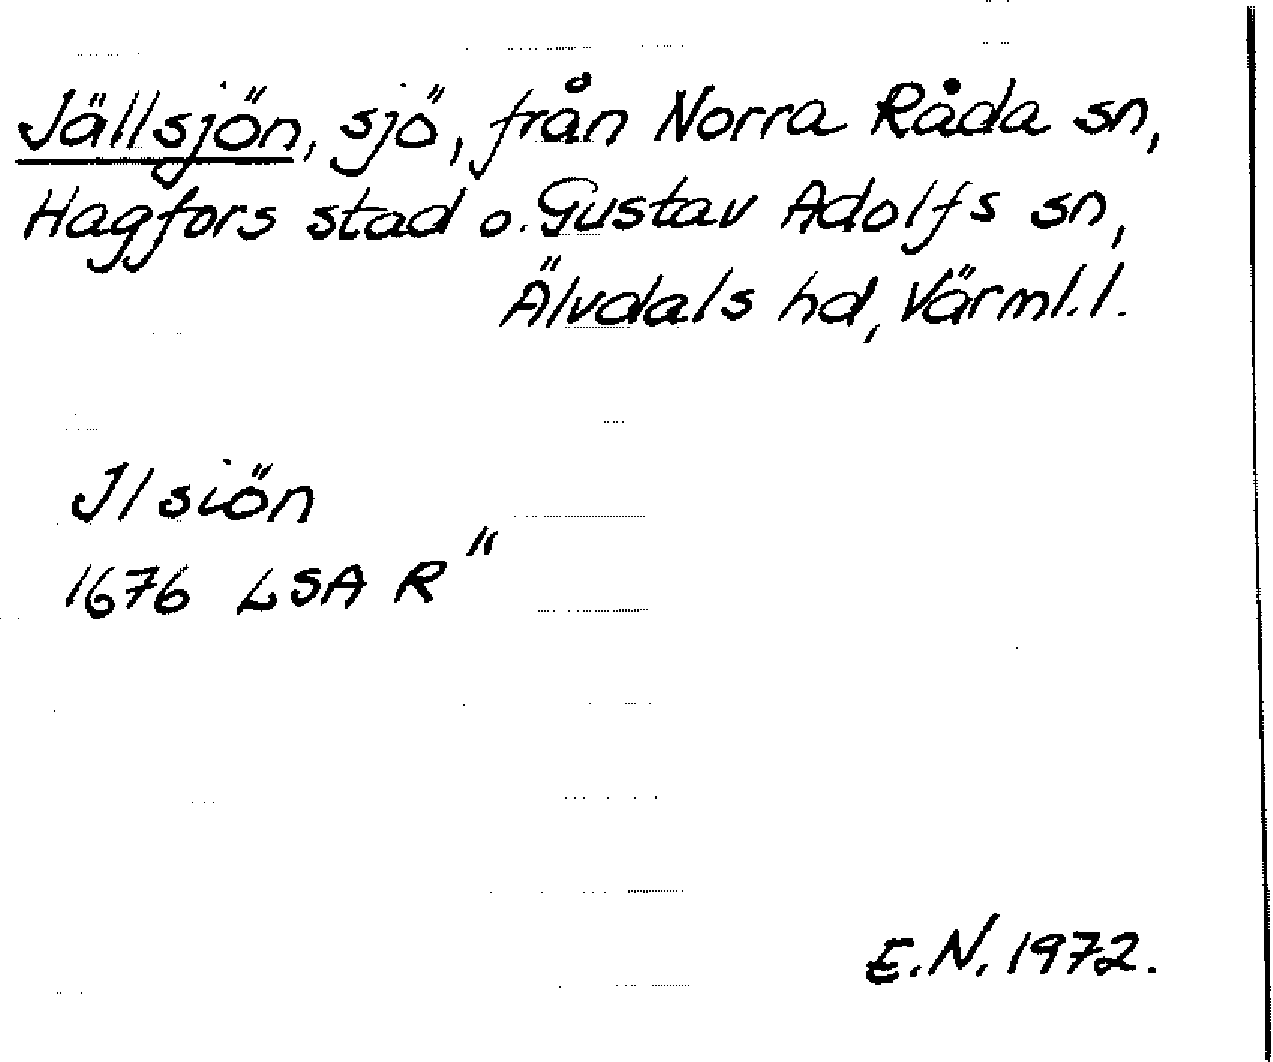 Jällsjön, sjö, från Norra Råda sn,
Hagfors stad o. Gustav Adolfs sn,
Älvdals hd, Värml. l.
Jlsiön
1676 LSA R "
E.N. 1972.